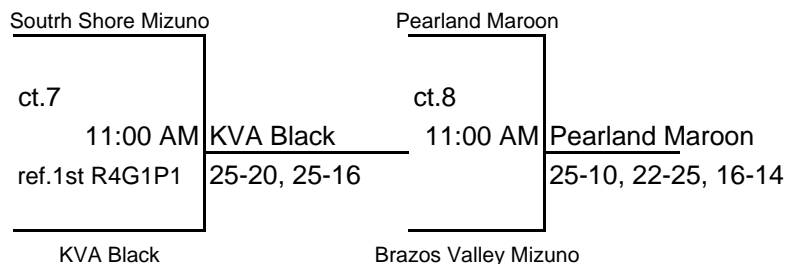 Soutrh Shore Mizuno
Pearland Maroon
ct.7
ct.8
11:00 AM KVA Black
11:00 AM Pearland Maroon
ref.1st R4G1P1
25-20, 25-16
25-10, 22-25, 16-14
KVA Black
Brazos Valley Mizuno